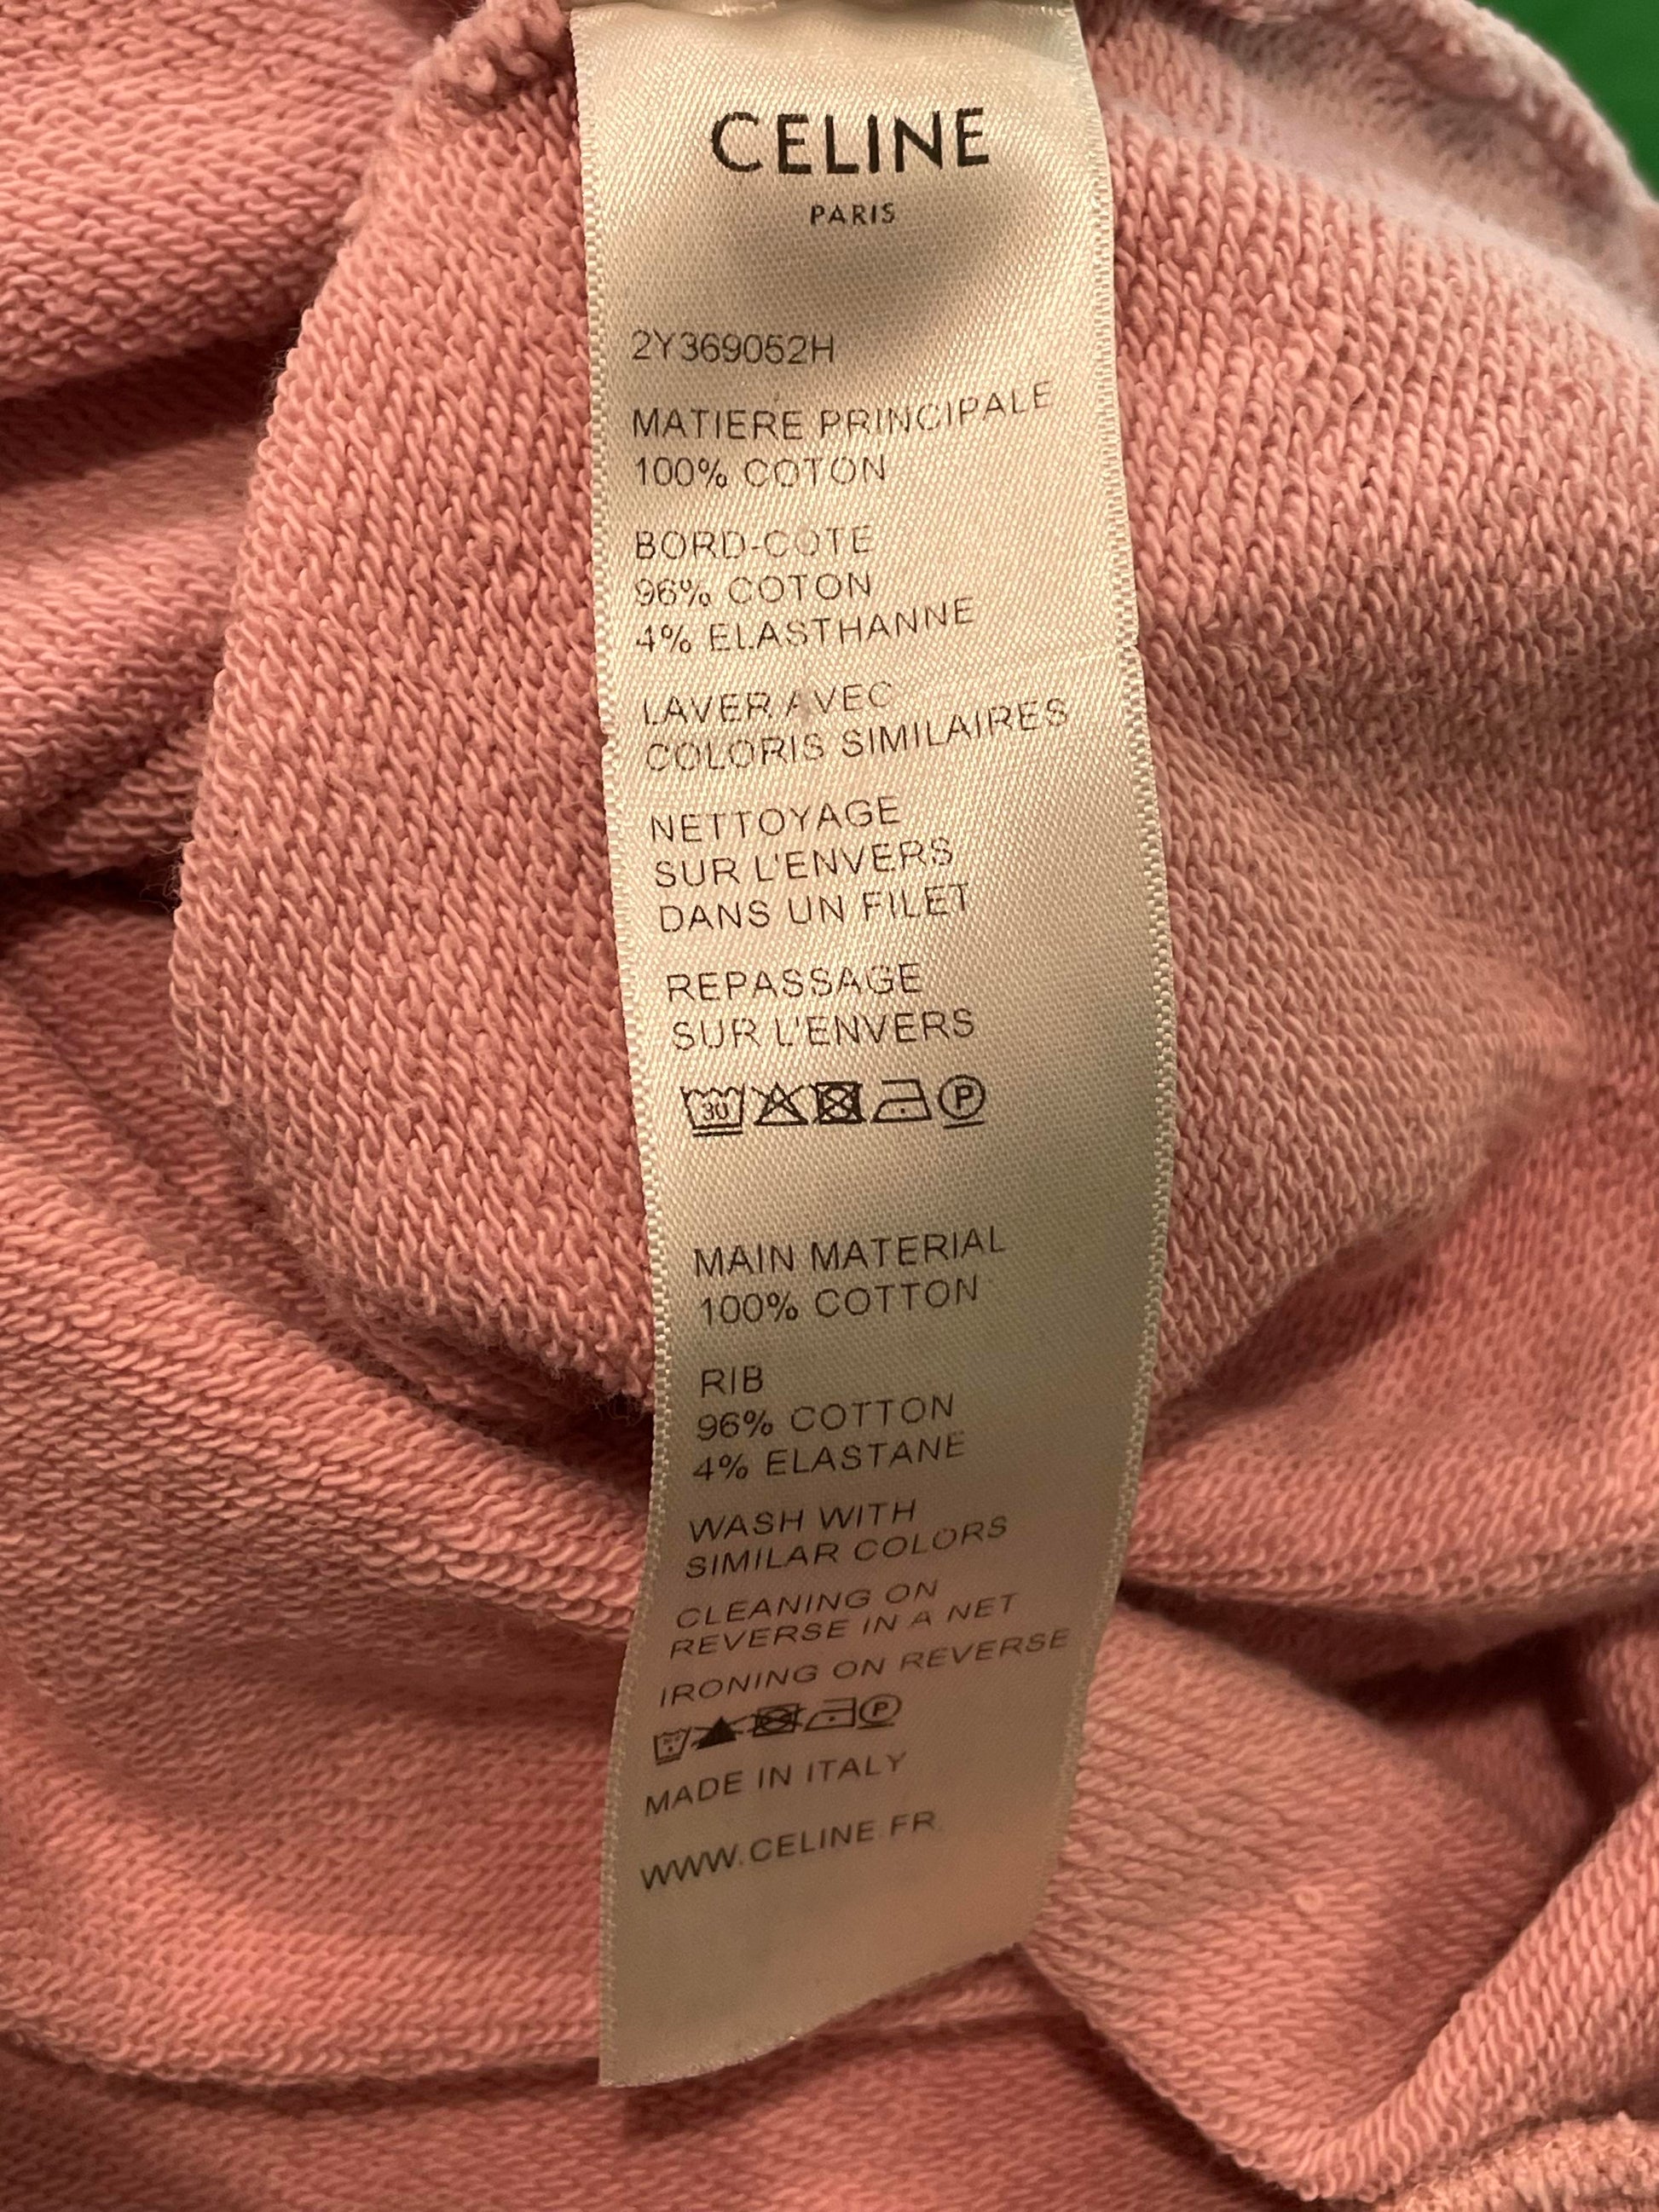 CELINE
PARIS
2Y369052H
MATIERE PRINCIPALE
100% COTON
BORD-COTE
96% COTON
4% ELASTHANNE
LAVER AVEC
COLORIS SIMILAIRES
NETTOYAGE
SUR L'ENVERS
DANS UN FILET
REPASSAGE
SUR L'ENVERS
30 P
MAIN MATERIAL
100% COTTON
RIB
96% COTTON
4% ELASTANE
WASH WITH
SIMILAR COLORS
CLEANING ON
REVERSE IN A NET
IRONING ON REVERSE
P
MADE IN ITALY
WWW.CELINE.FR